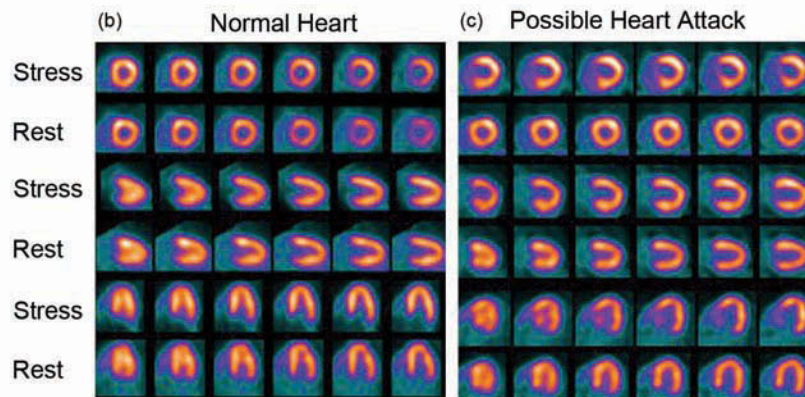 (b) Normal Heart
(c) Possible Heart Attack
Stress
Rest
Stress
Rest
Stress
Rest